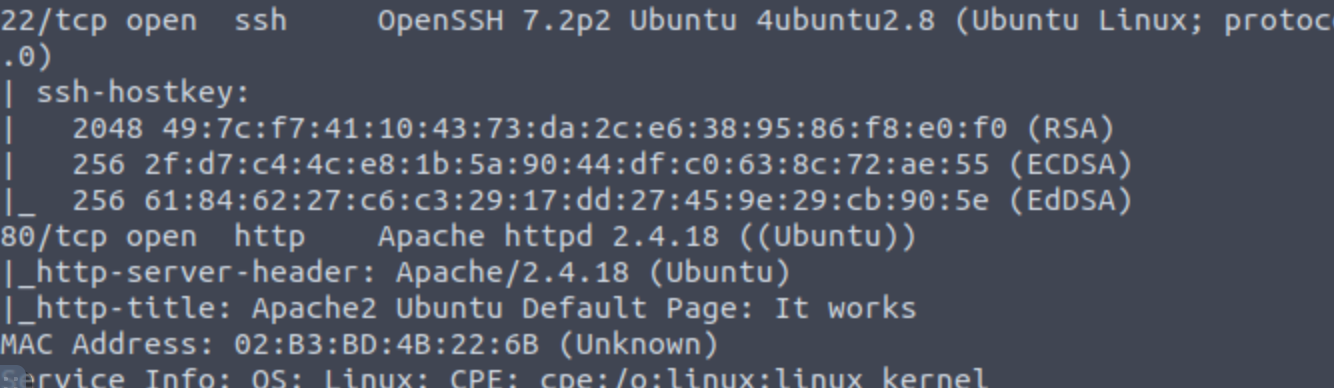 22/tcp open  ssh     OpenSSH 7.2p2 Ubuntu 4ubuntu2.8 (Ubuntu Linux; protoc
.0)
| ssh-hostkey:
|   2048 49:7c:f7:41:10:43:73:da:2c:e6:38:95:86:f8:e0:f0 (RSA)
|   256 2f:d7:c4:4c:e8:1b:5a:90:44:df:c0:63:8c:72:ae:55 (ECDSA)
|_  256 61:84:62:27:c6:c3:29:17:dd:27:45:9e:29:cb:90:5e (EdDSA)
80/tcp open  http    Apache httpd 2.4.18 ((Ubuntu))
|_http-server-header: Apache/2.4.18 (Ubuntu)
|_http-title: Apache2 Ubuntu Default Page: It works
MAC Address: 02:B3:BD:4B:22:6B (Unknown)
Service Info: OS: Linux; CPE: cpe:/o:linux:linux_kernel